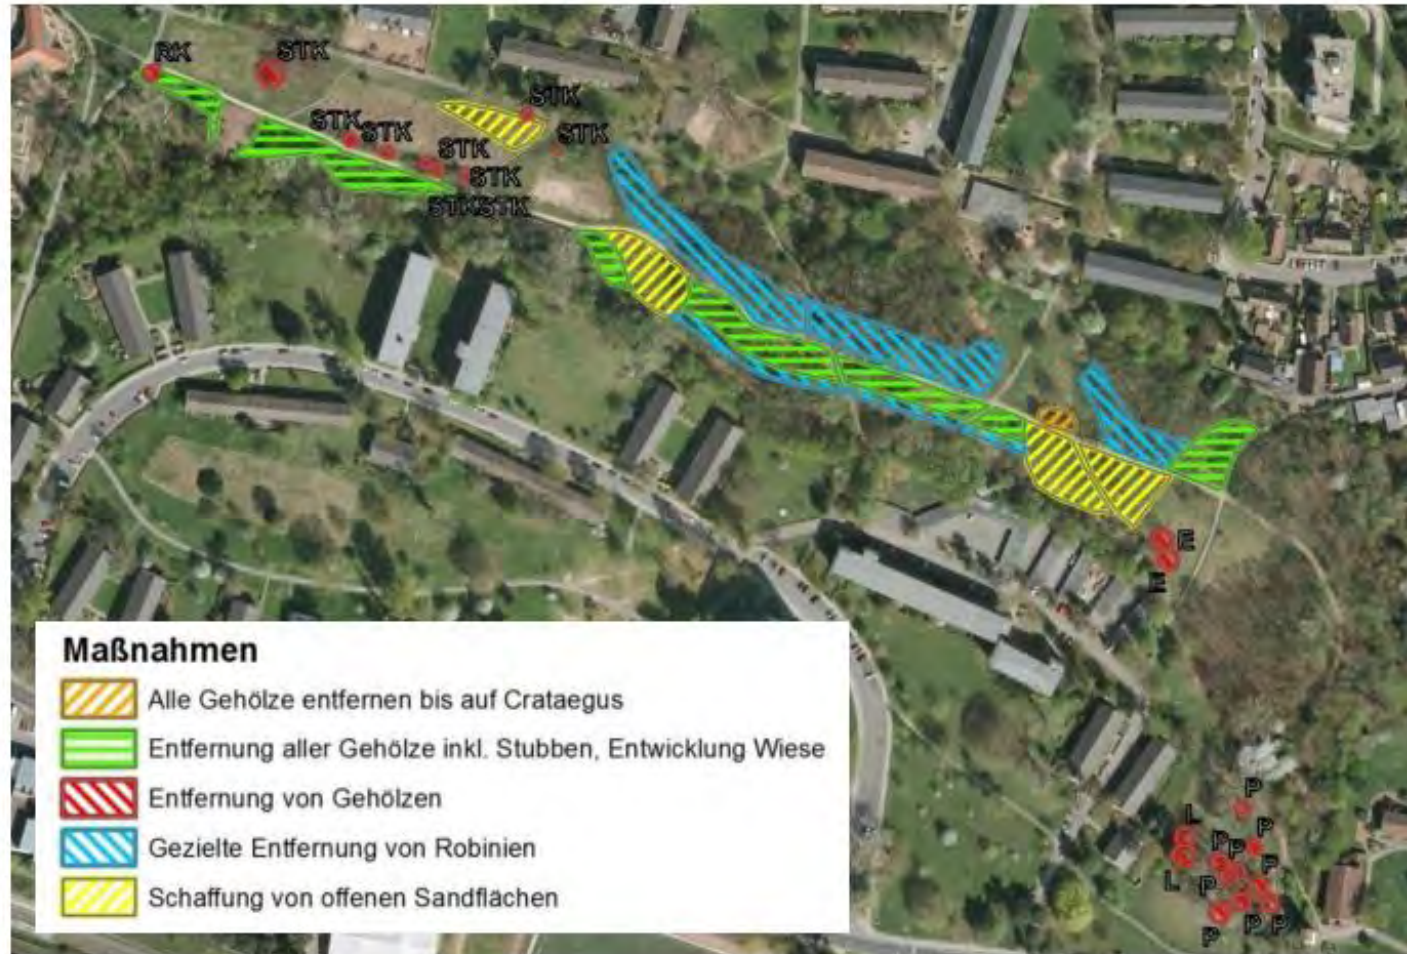 RK
STK
STK
STK
STK
STK
STK
STK
STKSTK
E
M
Maßnahmen
Alle Gehölze entfernen bis auf Crataegus
Entfernung aller Gehölze inkl. Stubben, Entwicklung Wiese
Entfernung von Gehölzen
Gezielte Entfernung von Robinien
Schaffung von offenen Sandflächen
P
L
P
P
P
P
L
P
P
P
P